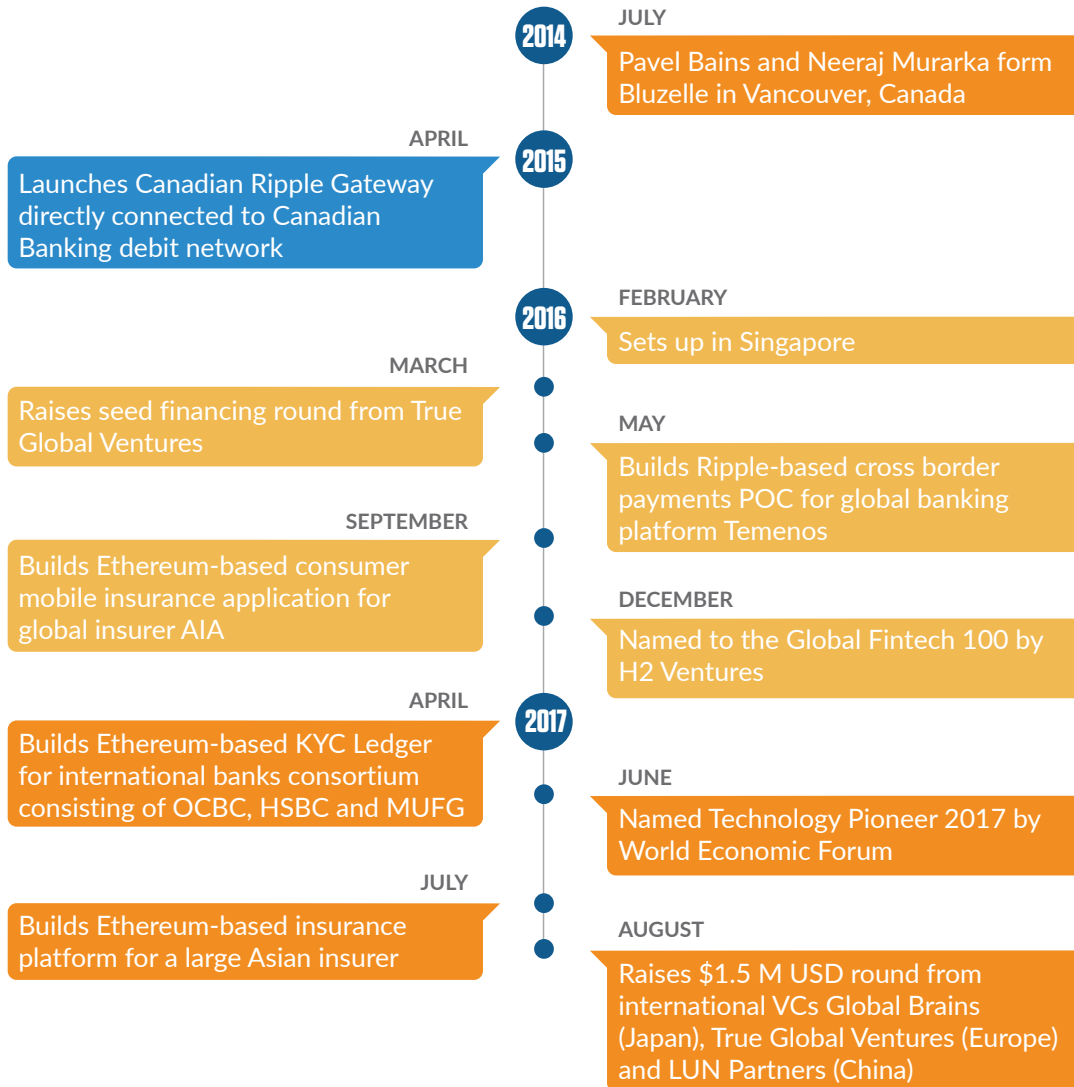 2014
JULY
Pavel Bains and Neeraj Murarka form
Bluzelle in Vancouver, Canada
APRIL
2015
Launches Canadian Ripple Gateway
directly connected to Canadian
Banking debit network
2016
FEBRUARY
Sets up in Singapore
MARCH
Raises seed financing round from True
Global Ventures
MAY
Builds Ripple-based cross border
payments POC for global banking
platform Temenos
SEPTEMBER
Builds Ethereum-based consumer
mobile insurance application for
global insurer AIA
DECEMBER
Named to the Global Fintech 100 by
H2 Ventures
APRIL
2017
Builds Ethereum-based KYC Ledger
for international banks consortium
consisting of OCBC, HSBC and MUFG
JUNE
Named Technology Pioneer 2017 by
World Economic Forum
JULY
Builds Ethereum-based insurance
platform for a large Asian insurer
AUGUST
Raises $1.5 M USD round from
international VCs Global Brains
(Japan), True Global Ventures (Europe)
and LUN Partners (China)